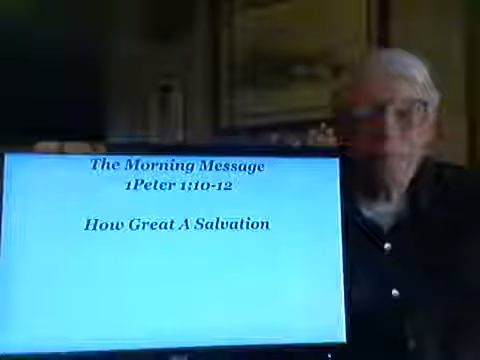 The Morning Message
1Peter 1:10-12
How Great A Salvation